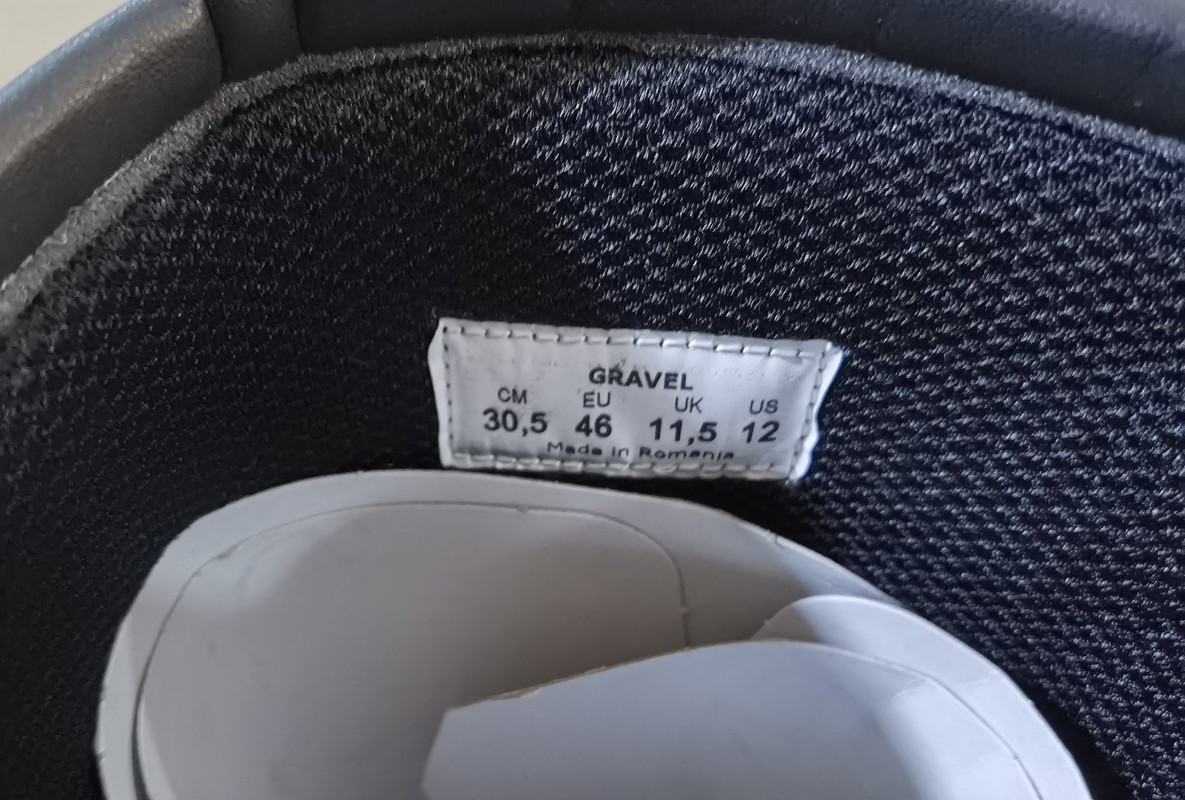 GRAVEL
CM EU UK US
30,5 46 11,5 12
Made in Romania